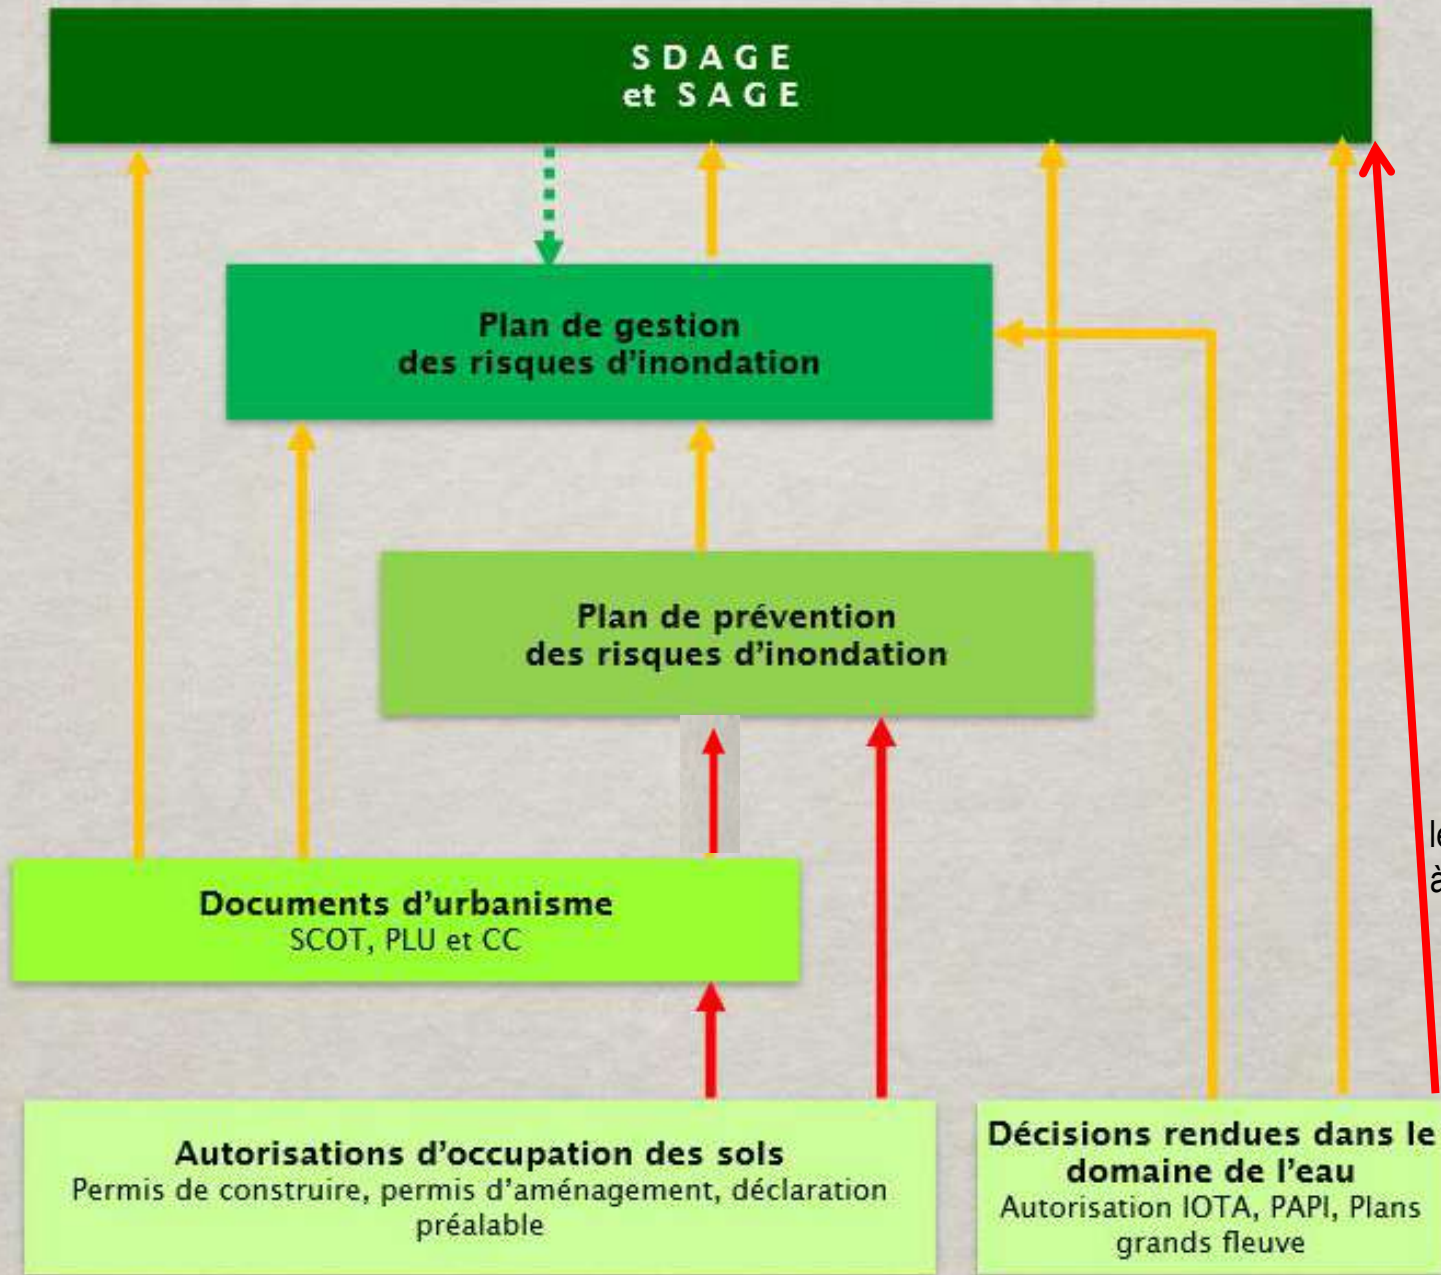 S D A G E
et S A G E
Plan de gestion
des risques d'inondation
Plan de prévention
des risques d'inondation
Documents d'urbanisme
SCOT, PLU et CC
Autorisations d'occupation des sols
Permis de construire, permis d'aménagement, déclaration
préalable
Décisions rendues dans le
domaine de l'eau
Autorisation IOTA, PAPI, Plans
grands fleuve